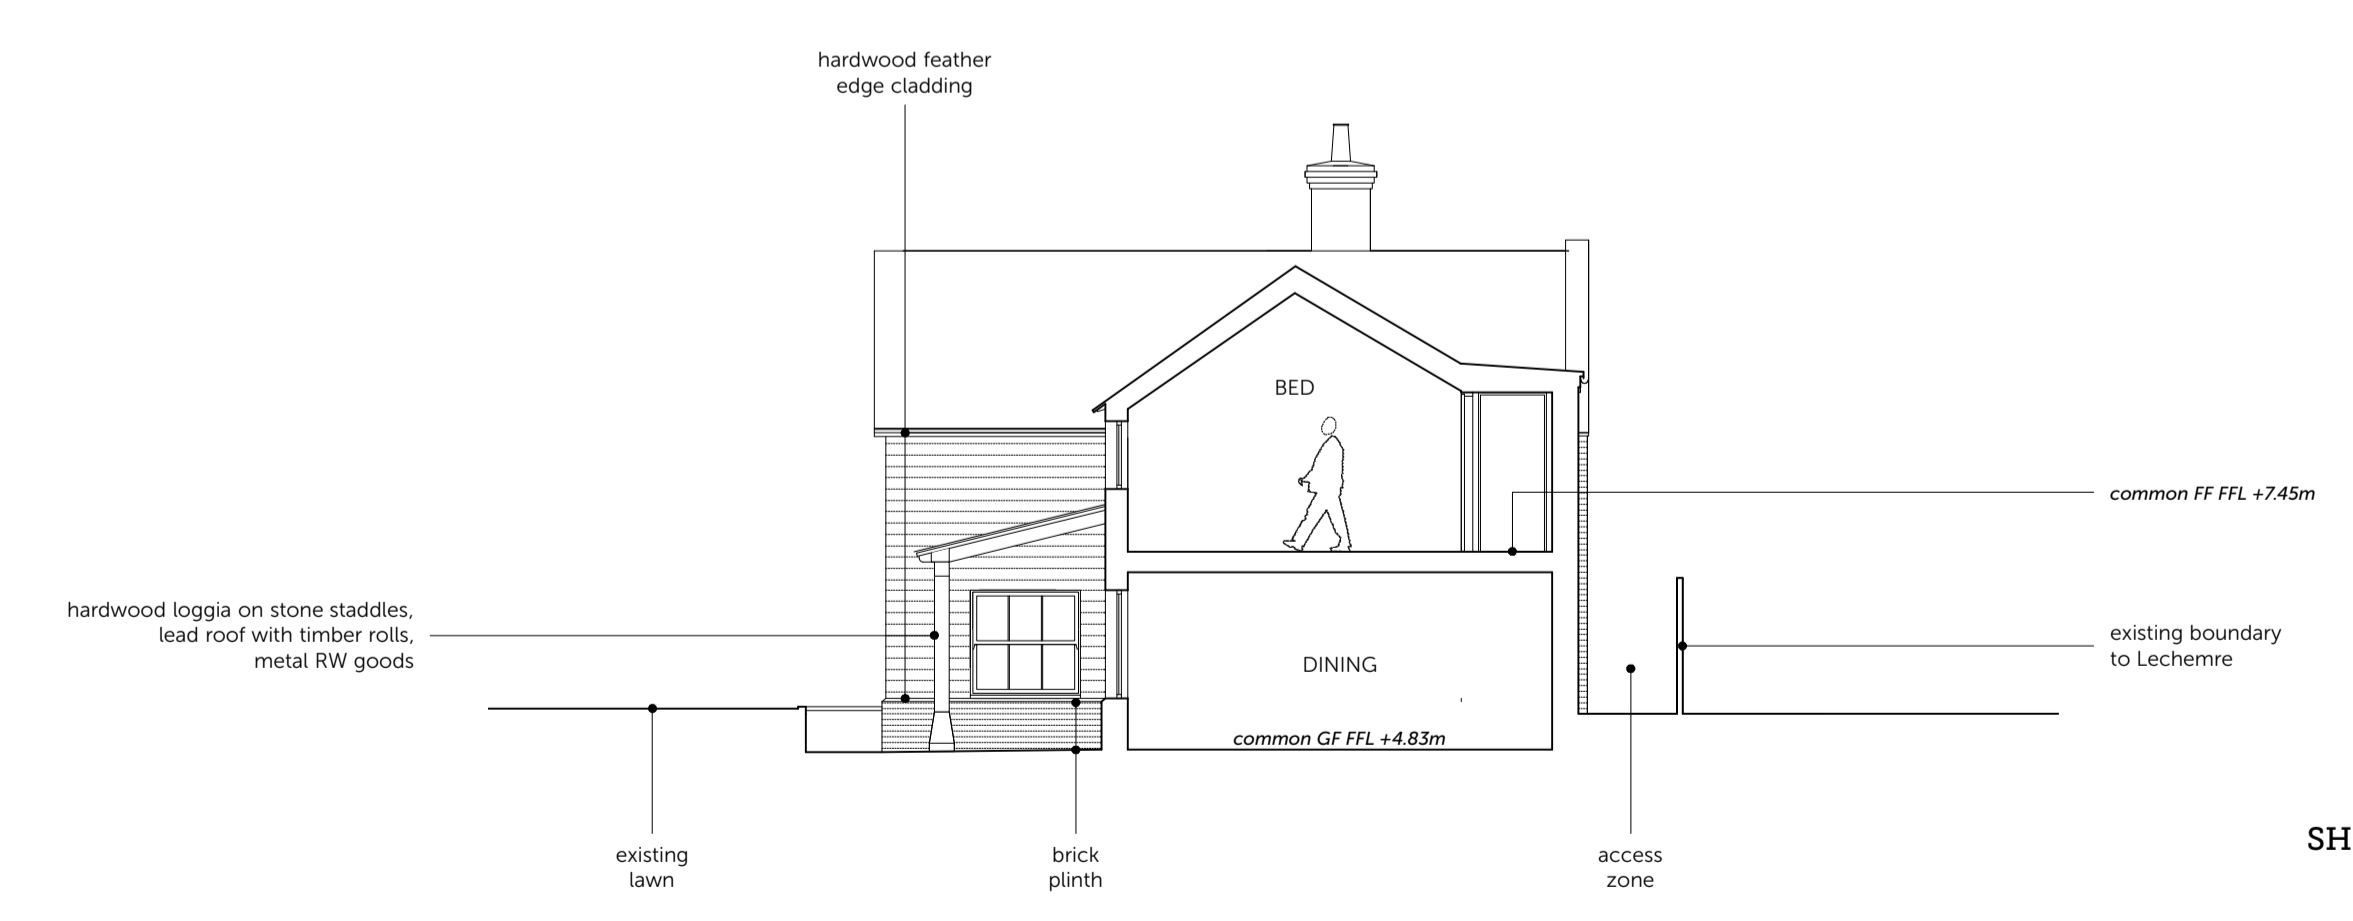 hardwood feather
edge cladding
BED
common FF FFL +7.45m
hardwood loggia on stone staddles,
lead roof with timber rolls,
metal RW goods
DINING
existing boundary
to Lechemre
common GF FFL +4.83m
existing
lawn
brick
plinth
access
zone
SH